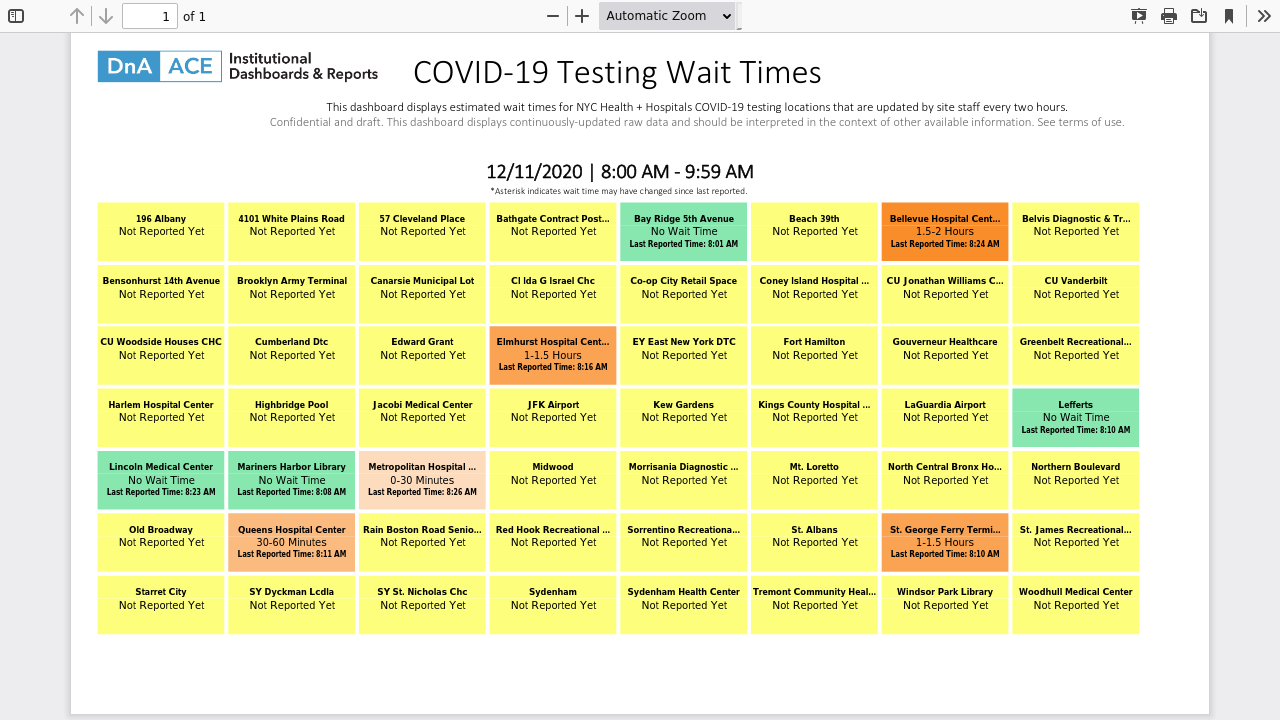 1 of 1
Automatic Zoom
DnA ACE Institutional
Dashboards & Reports
COVID-19 Testing Wait Times
This dashboard displays estimated wait times for NYC Health + Hospitals COVID-19 testing locations that are updated by site staff every two hours.
Confidential and draft. This dashboard displays continuously-updated raw data and should be interpreted in the context of other available information. See terms of use.
12/11/2020 | 8:00 AM - 9:59 AM
*Asterisk indicates wait time may have changed since last reported.
196 Albany
Not Reported Yet
4101 White Plains Road
Not Reported Yet
57 Cleveland Place
Not Reported Yet
Bathgate Contract Post...
Not Reported Yet
Bay Ridge 5th Avenue
No Wait Time
Last Reported Time: 8:01 AM
Beach 39th
Not Reported Yet
Bellevue Hospital Cent...
1.5-2 Hours
Last Reported Time: 8:24 AM
Belvis Diagnostic & Tr...
Not Reported Yet
Bensonhurst 14th Avenue
Not Reported Yet
Brooklyn Army Terminal
Not Reported Yet
Canarsie Municipal Lot
Not Reported Yet
Cl Ida G Israel Chc
Not Reported Yet
Co-op City Retail Space
Not Reported Yet
Coney Island Hospital ...
Not Reported Yet
CU Jonathan Williams C...
Not Reported Yet
CU Vanderbilt
Not Reported Yet
CU Woodside Houses CHC
Not Reported Yet
Cumberland Dtc
Not Reported Yet
Edward Grant
Not Reported Yet
Elmhurst Hospital Cent...
1-1.5 Hours
Last Reported Time: 8:16 AM
EY East New York DTC
Not Reported Yet
Fort Hamilton
Not Reported Yet
Gouverneur Healthcare
Not Reported Yet
Greenbelt Recreational...
Not Reported Yet
Harlem Hospital Center
Not Reported Yet
Highbridge Pool
Not Reported Yet
Jacobi Medical Center
Not Reported Yet
JFK Airport
Not Reported Yet
Kew Gardens
Not Reported Yet
Kings County Hospital ...
Not Reported Yet
LaGuardia Airport
Not Reported Yet
Lefferts
No Wait Time
Last Reported Time: 8:10 AM
Lincoln Medical Center
No Wait Time
Last Reported Time: 8:23 AM
Mariners Harbor Library
No Wait Time
Last Reported Time: 8:08 AM
Metropolitan Hospital ...
0-30 Minutes
Last Reported Time: 8:26 AM
Midwood
Not Reported Yet
Morrisania Diagnostic ...
Not Reported Yet
Mt. Loretto
Not Reported Yet
North Central Bronx Ho...
Not Reported Yet
Northern Boulevard
Not Reported Yet
Old Broadway
Not Reported Yet
Queens Hospital Center
30-60 Minutes
Last Reported Time: 8:11 AM
Rain Boston Road Senio...
Not Reported Yet
Red Hook Recreational ...
Not Reported Yet
Sorrentino Recreationa...
Not Reported Yet
St. Albans
Not Reported Yet
St. George Ferry Termi...
1-1.5 Hours
Last Reported Time: 8:10 AM
St. James Recreational...
Not Reported Yet
Starret City
Not Reported Yet
SY Dyckman Lcdla
Not Reported Yet
SY St. Nicholas Chc
Not Reported Yet
Sydenham
Not Reported Yet
Sydenham Health Center
Not Reported Yet
Tremont Community Heal...
Not Reported Yet
Windsor Park Library
Not Reported Yet
Woodhull Medical Center
Not Reported Yet